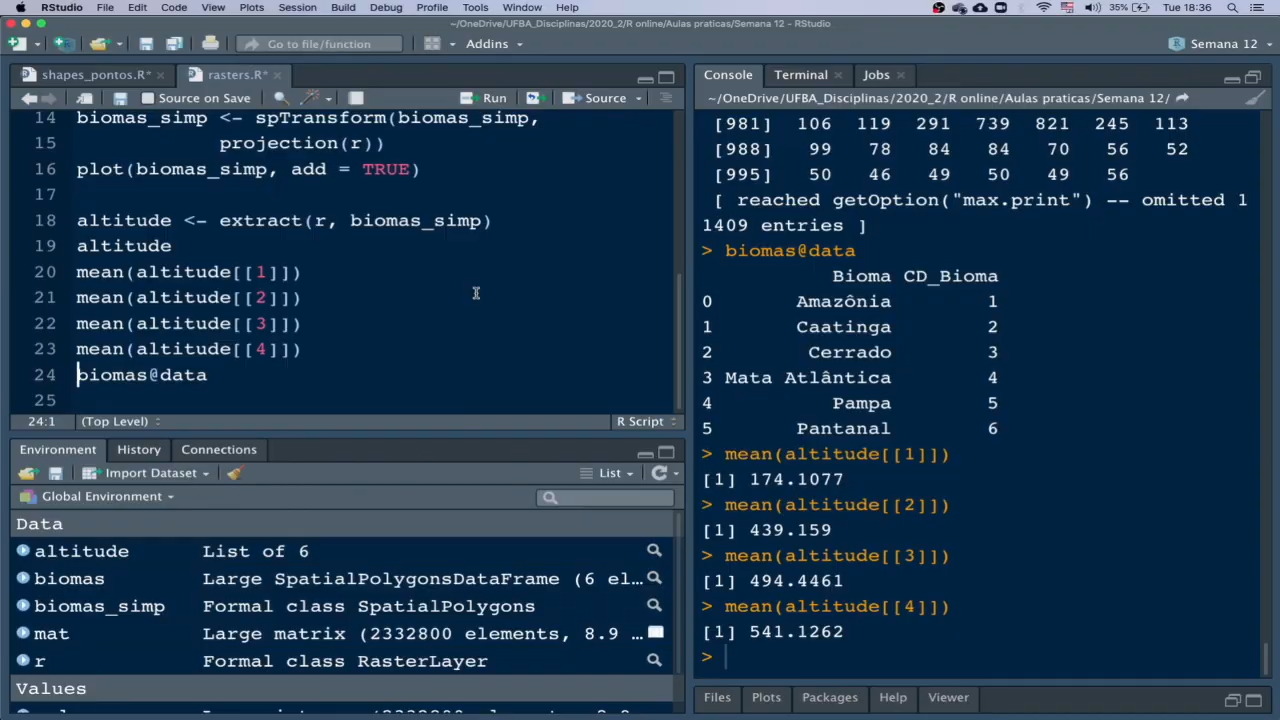 RStudio File Edit Code View Plots Session Build Debug Profile Tools Window Help 35% Tue 18:36
~/OneDrive/UFBA_Disciplinas/2020_2/R online/Aulas praticas/Semana 12 - RStudio
Go to file/function Addins Semana 12
shapes_pontos.R* rasters.R*
Source on Save Run Source
14 biomas_simp <- spTransform(biomas_simp,
15 projection(r))
16 plot(biomas_simp, add = TRUE)
17
18 altitude <- extract(r, biomas_simp)
19 altitude
20 mean(altitude[[1]])
21 mean(altitude[[2]])
22 mean(altitude[[3]])
23 mean(altitude[[4]])
24 biomas@data
25
24:1 (Top Level) R Script
Environment History Connections
Import Dataset List
Global Environment
Data
altitude List of 6
biomas Large SpatialPolygonsDataFrame (6 el…
biomas_simp Formal class SpatialPolygons
mat Large matrix (2332800 elements, 8.9 …
r Formal class RasterLayer
Values
Console Terminal Jobs
~/OneDrive/UFBA_Disciplinas/2020_2/R online/Aulas praticas/Semana 12/
[981] 106 119 291 739 821 245 113
[988] 99 78 84 84 70 56 52
[995] 50 46 49 50 49 56
[ reached getOption("max.print") -- omitted 1
1409 entries ]
> biomas@data
Bioma CD_Bioma
0 Amazônia 1
1 Caatinga 2
2 Cerrado 3
3 Mata Atlântica 4
4 Pampa 5
5 Pantanal 6
> mean(altitude[[1]])
[1] 174.1077
> mean(altitude[[2]])
[1] 439.159
> mean(altitude[[3]])
[1] 494.4461
> mean(altitude[[4]])
[1] 541.1262
>
Files Plots Packages Help Viewer